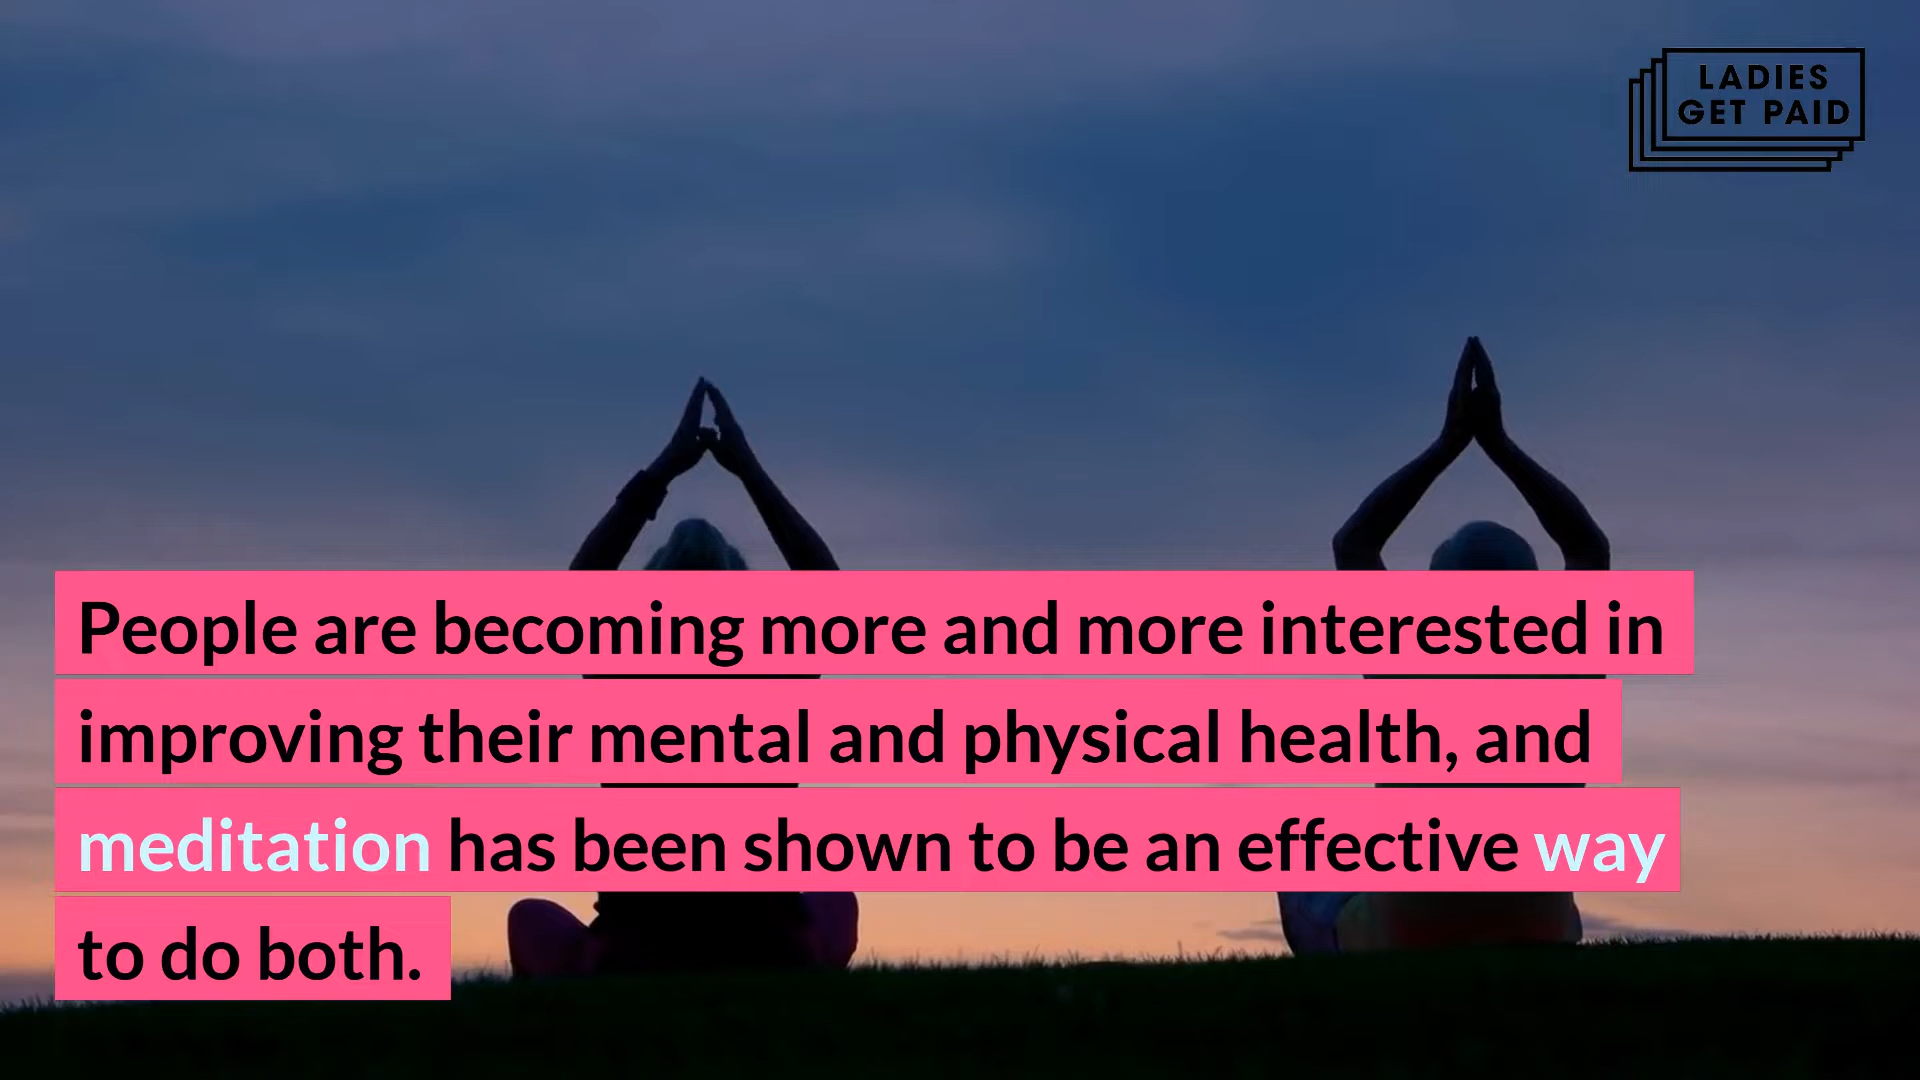 LADIES
GET PAID
People are becoming more and more interested in
improving their mental and physical health, and
meditation has been shown to be an effective way
to do both.